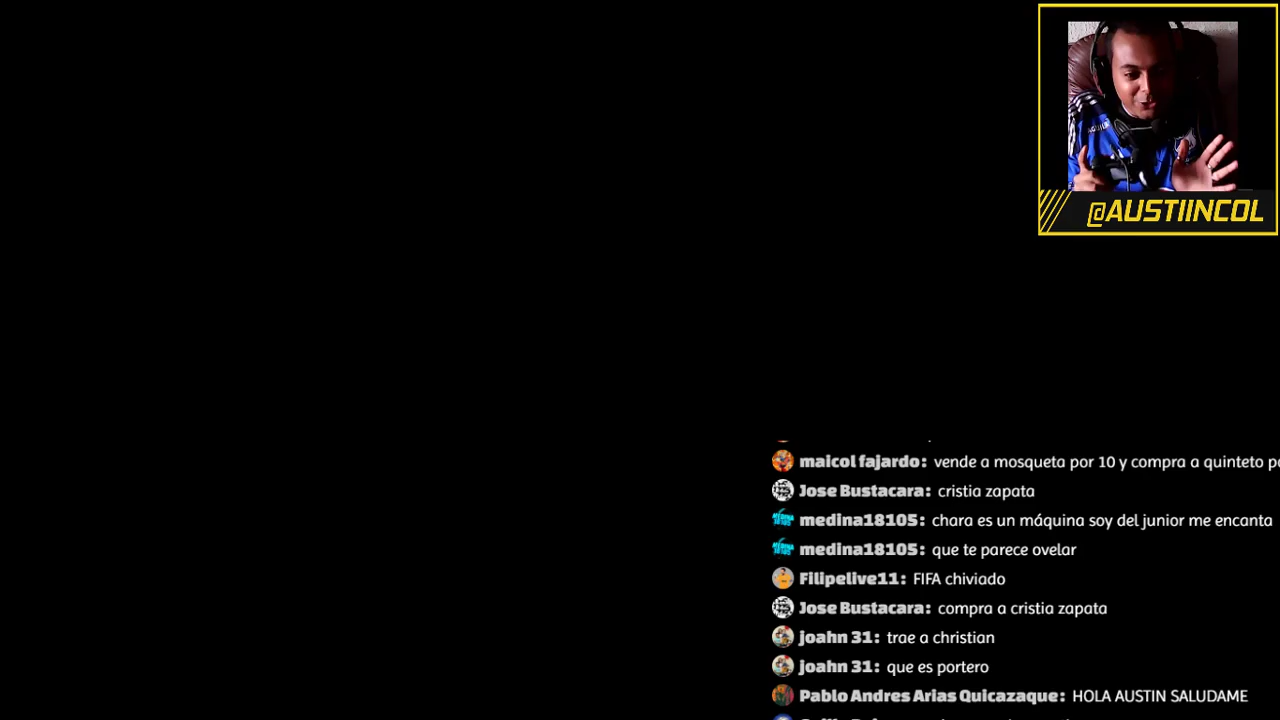 @AUSTIINCOL
maicol fajardo: vende a mosqueta por 10 y compra a quinteto
Jose Bustacara: cristia zapata
medina18105: chara es un máquina soy del junior me encanta
medina18105: que te parece ovelar
Filipelive11: FIFA chiviado
Jose Bustacara: compra a cristia zapata
joahn 31: trae a christian
joahn 31: que es portero
Pablo Andres Arias Quicazaque: HOLA AUSTIN SALUDAME